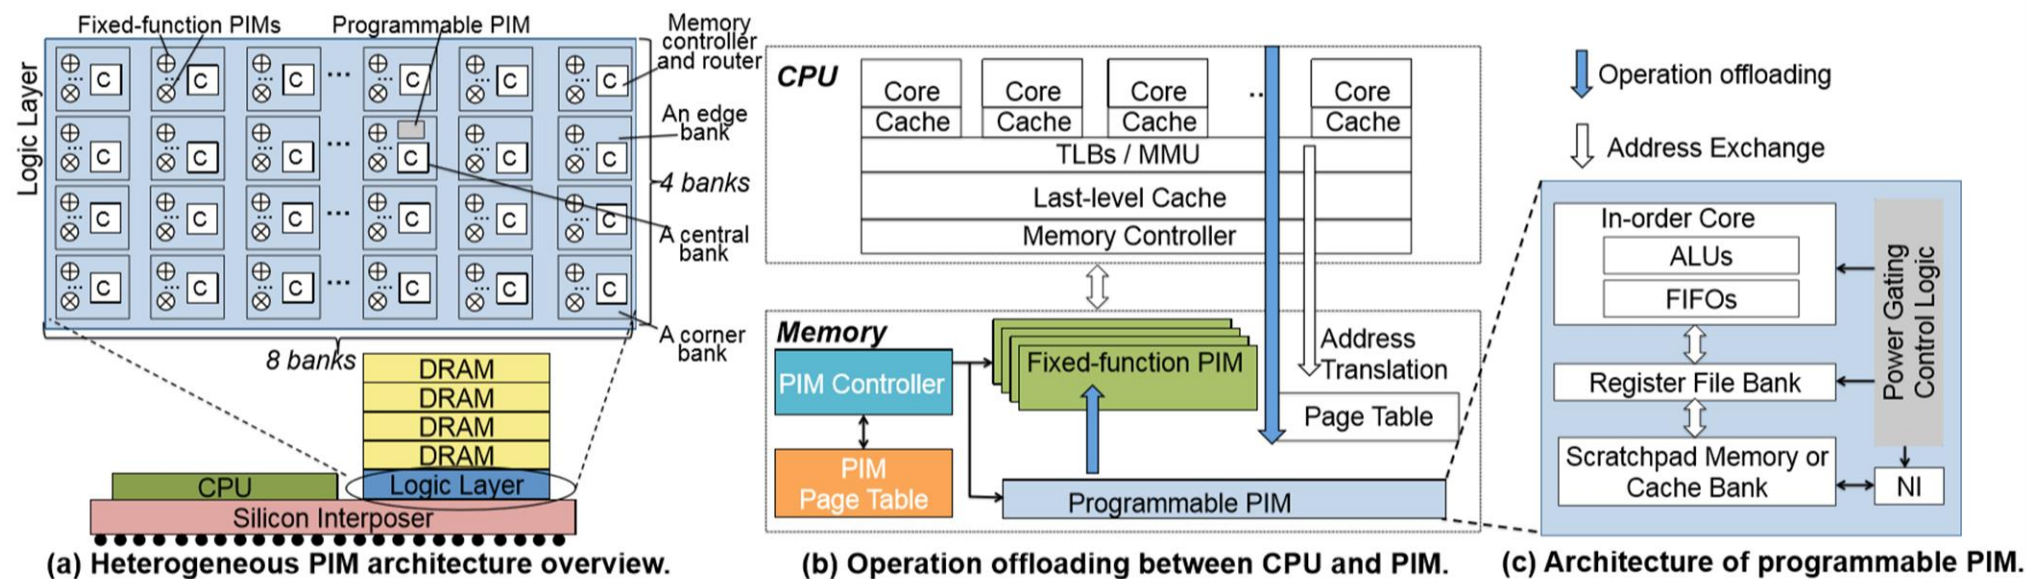 Fixed-function PIMs
Programmable PIM
Memory
controller
and router
Logic Layer
C C C ... C C C
An edge
bank
C C C ... C C C
4 banks
C C C ... C C C
A central
bank
C C C ... C C C
A corner
bank
8 banks
DRAM
DRAM
DRAM
DRAM
CPU
Logic Layer
Silicon Interposer
(a) Heterogeneous PIM architecture overview.
CPU
Core Core Core .. Core
Cache Cache Cache Cache
TLBs / MMU
Last-level Cache
Memory Controller
Memory
PIM Controller
Fixed-function PIM
Address
Translation
Page Table
PIM
Page Table
Programmable PIM
(b) Operation offloading between CPU and PIM.
Operation offloading
Address Exchange
In-order Core
ALUs
FIFOs
Power Gating
Control Logic
Register File Bank
Scratchpad Memory or
Cache Bank
NI
(c) Architecture of programmable PIM.